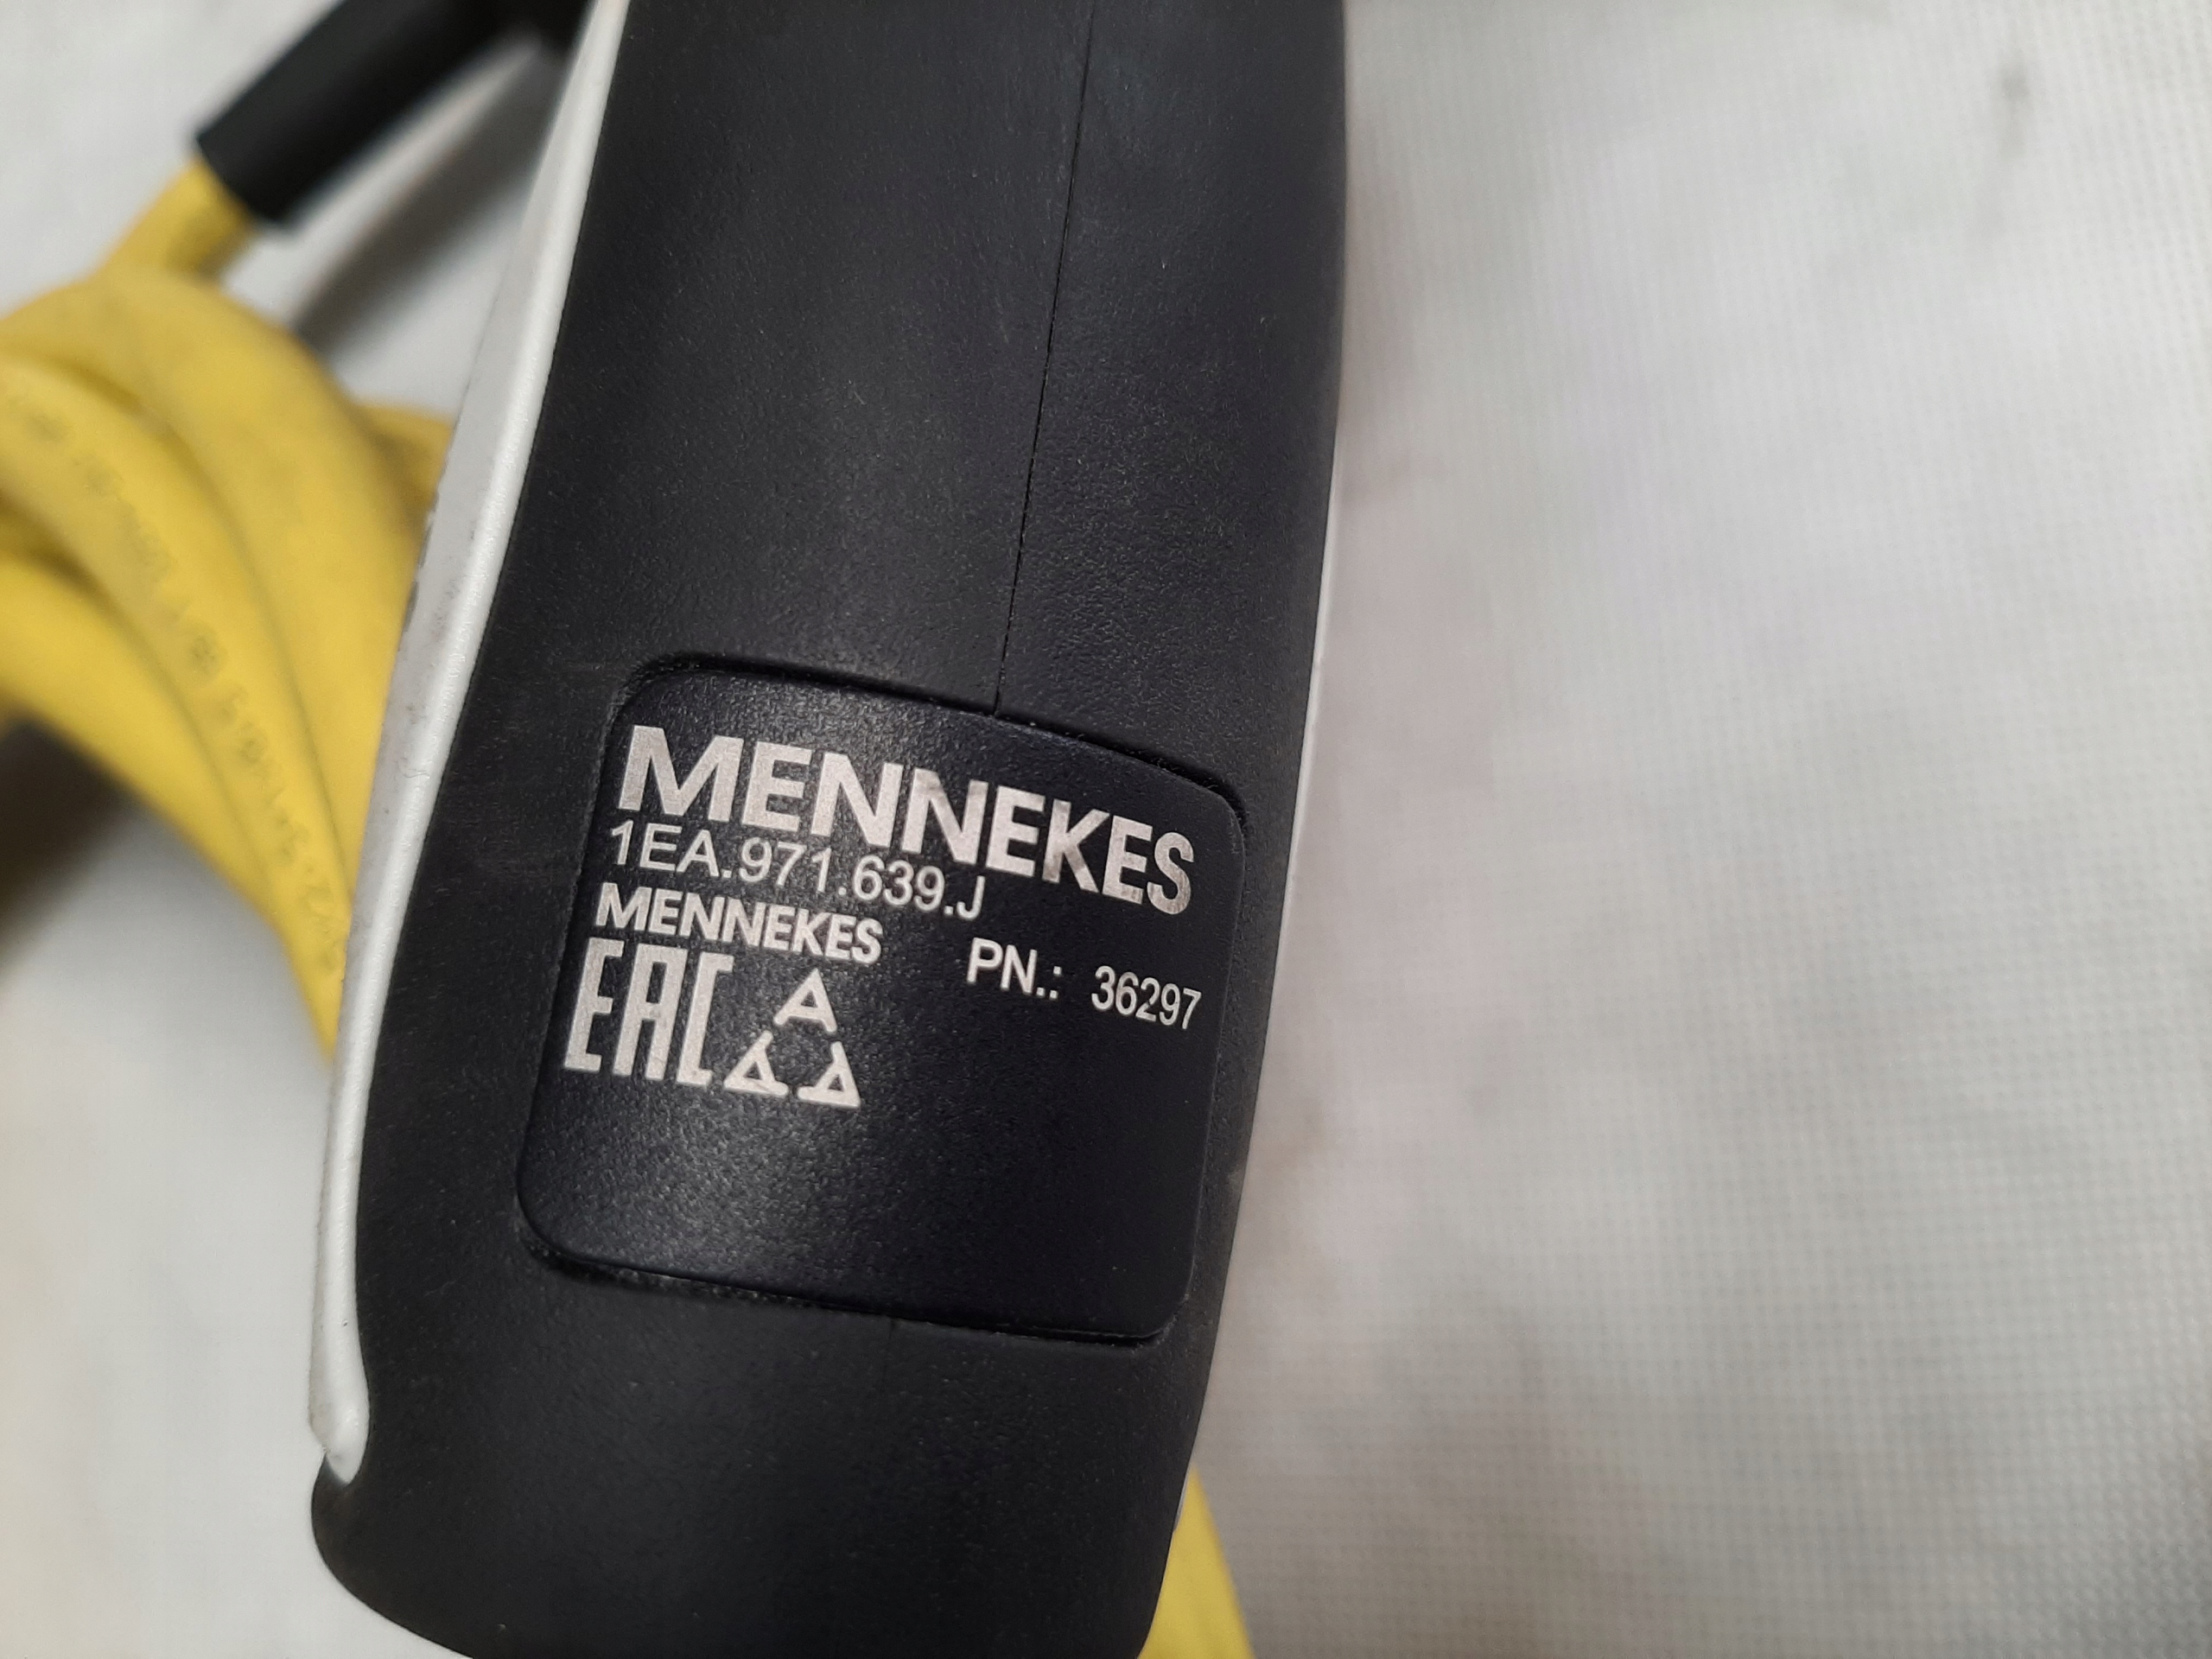 MENNEKES
1EA.971.639.J
MENNEKES
PN.: 36297
EAC